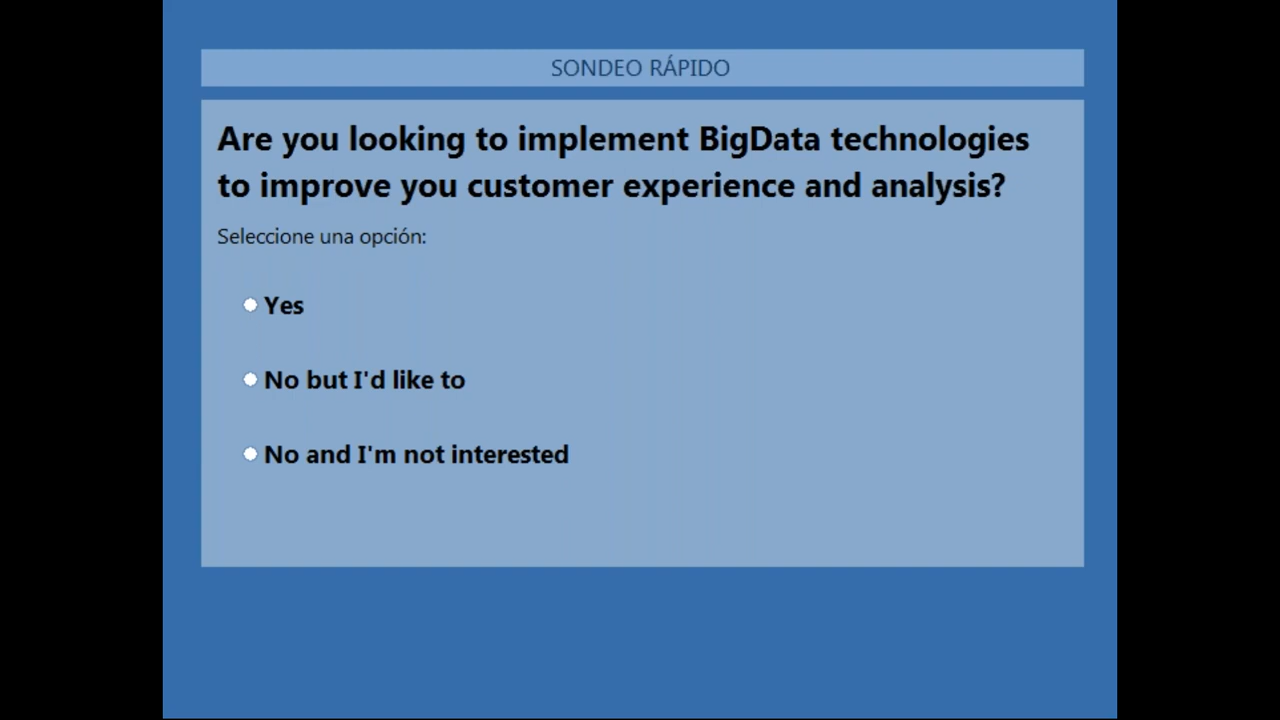 SONDEO RÁPIDO
Are you looking to implement BigData technologies
to improve you customer experience and analysis?
Seleccione una opción:
Yes
No but I'd like to
No and I'm not interested